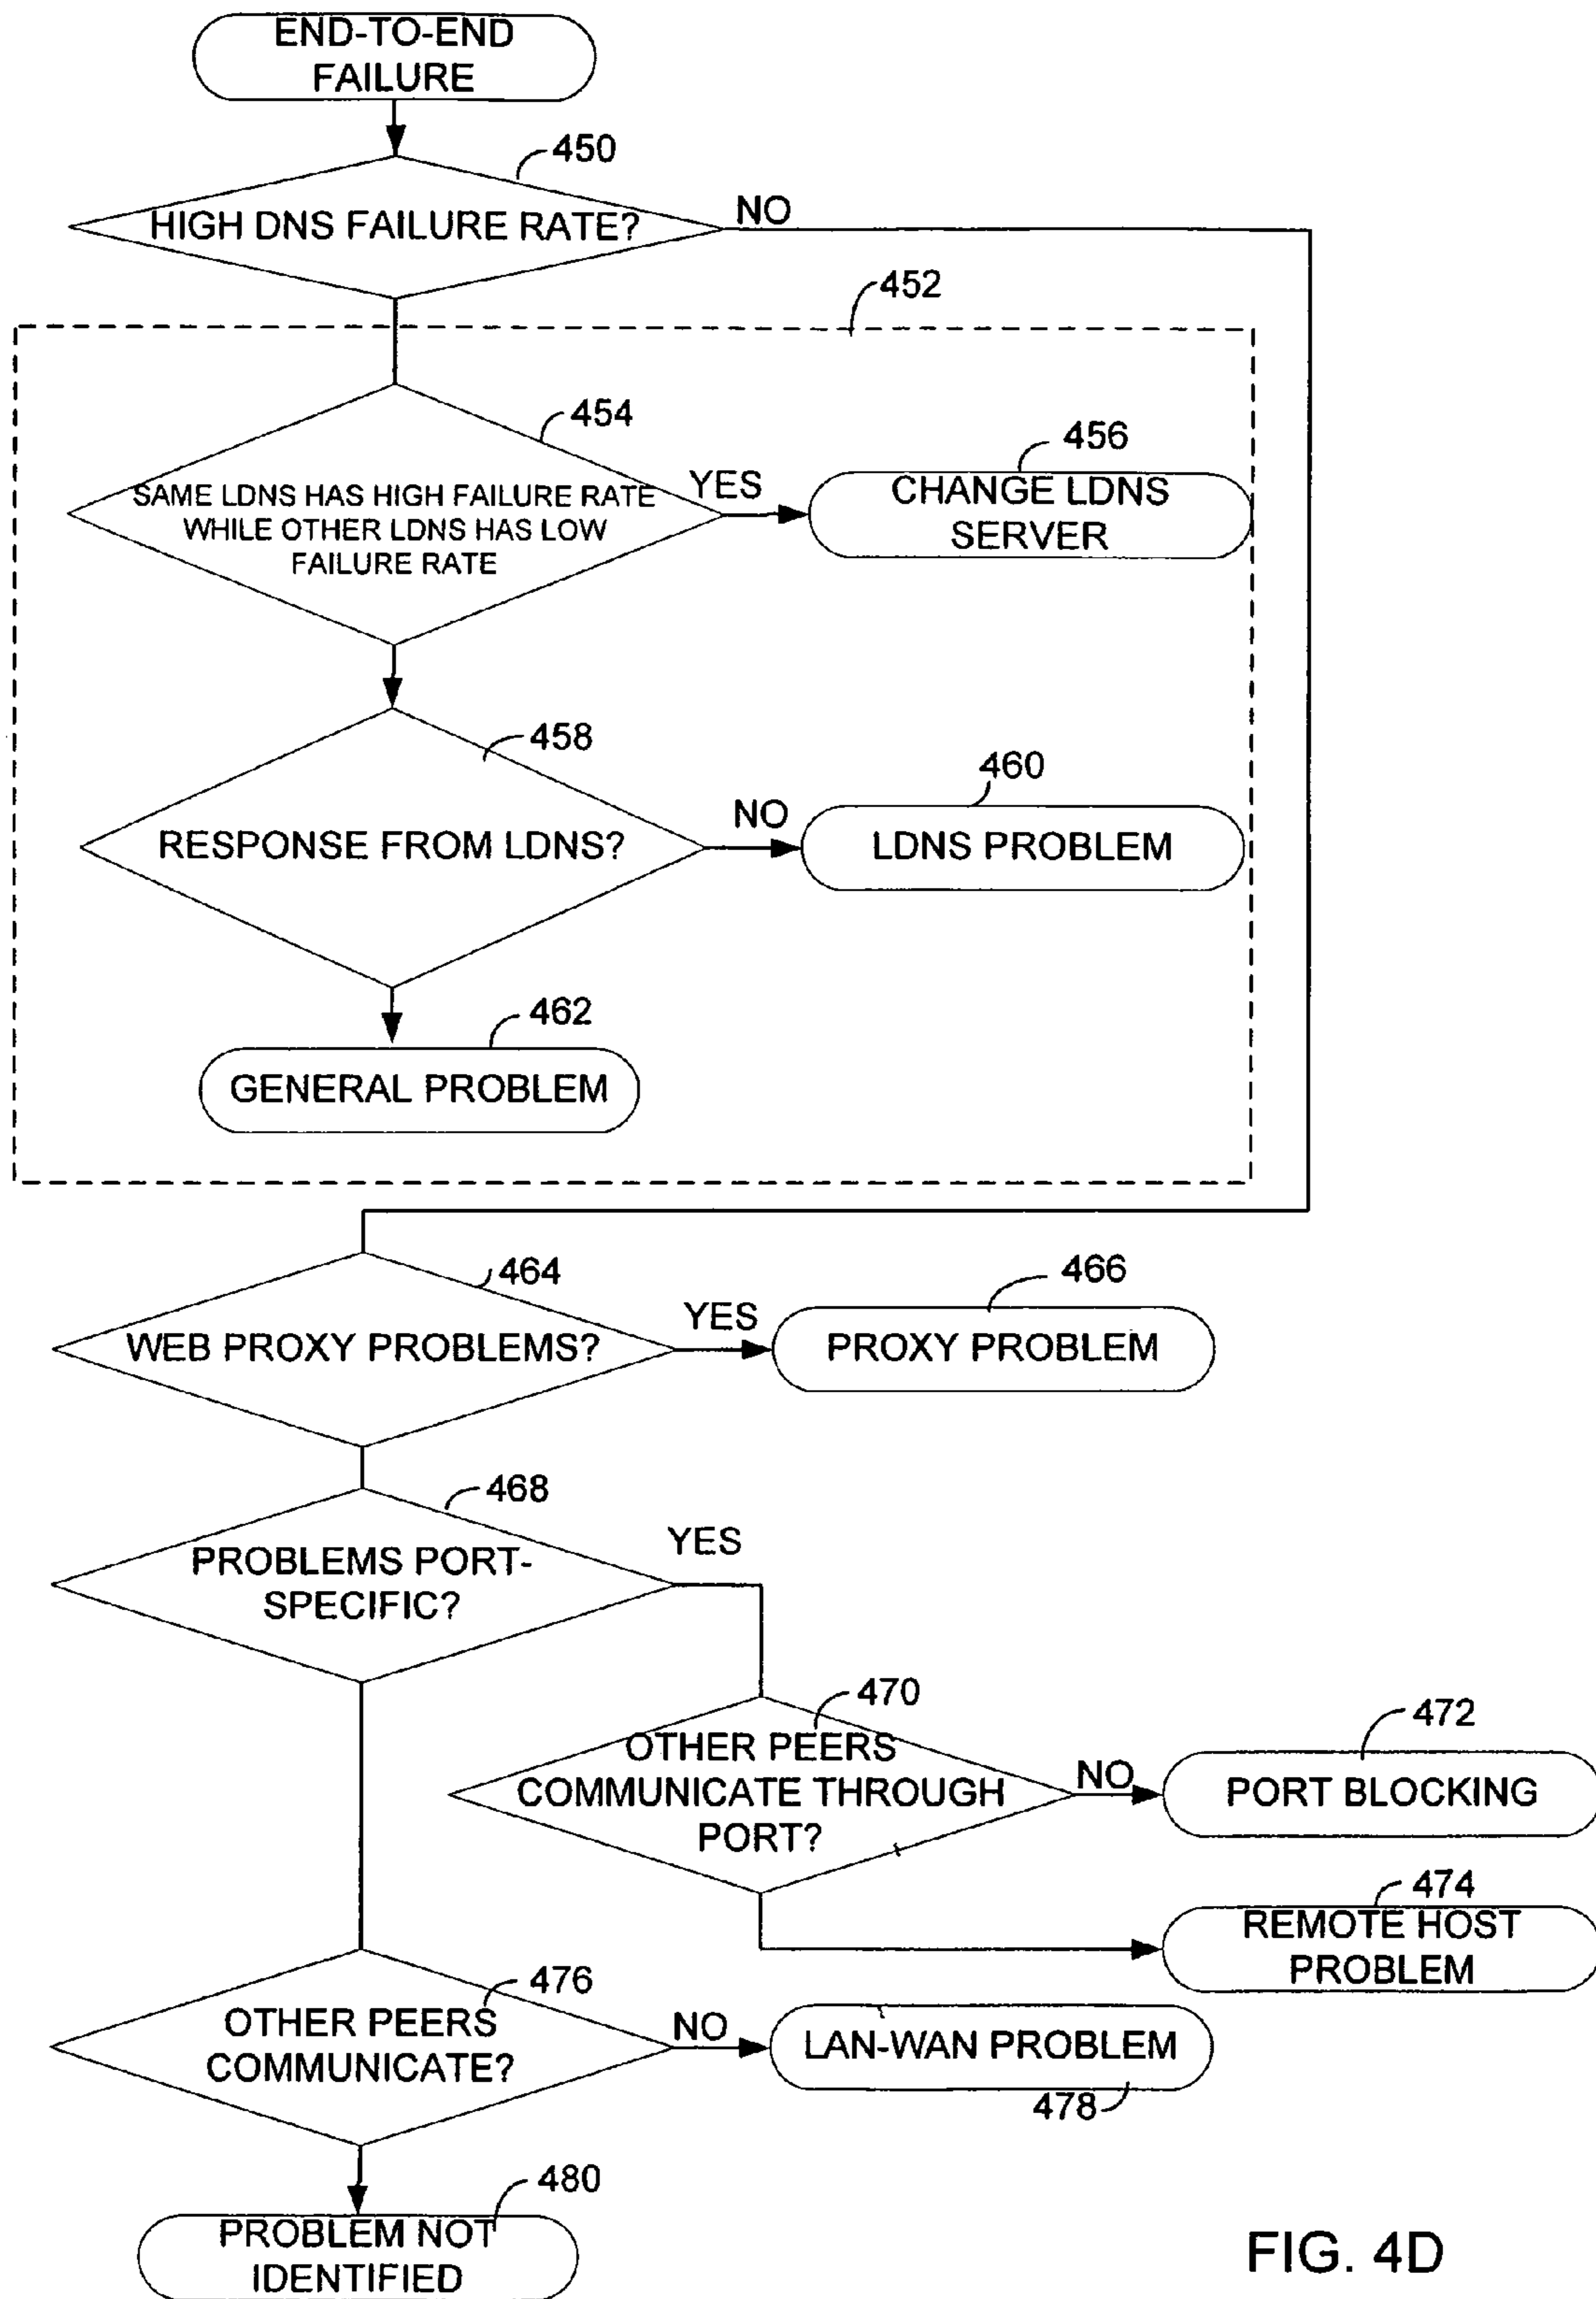 END-TO-END
FAILURE
450
HIGH DNS FAILURE RATE?
NO
452
454
SAME LDNS HAS HIGH FAILURE RATE
WHILE OTHER LDNS HAS LOW
FAILURE RATE
YES
456
CHANGE LDNS
SERVER
458
RESPONSE FROM LDNS?
NO
460
LDNS PROBLEM
462
GENERAL PROBLEM
464
WEB PROXY PROBLEMS?
YES
466
PROXY PROBLEM
468
PROBLEMS PORT-
SPECIFIC?
YES
470
OTHER PEERS
COMMUNICATE THROUGH
PORT?
NO
472
PORT BLOCKING
474
REMOTE HOST
PROBLEM
476
OTHER PEERS
COMMUNICATE?
NO
LAN-WAN PROBLEM
478
480
PROBLEM NOT
IDENTIFIED
FIG. 4D